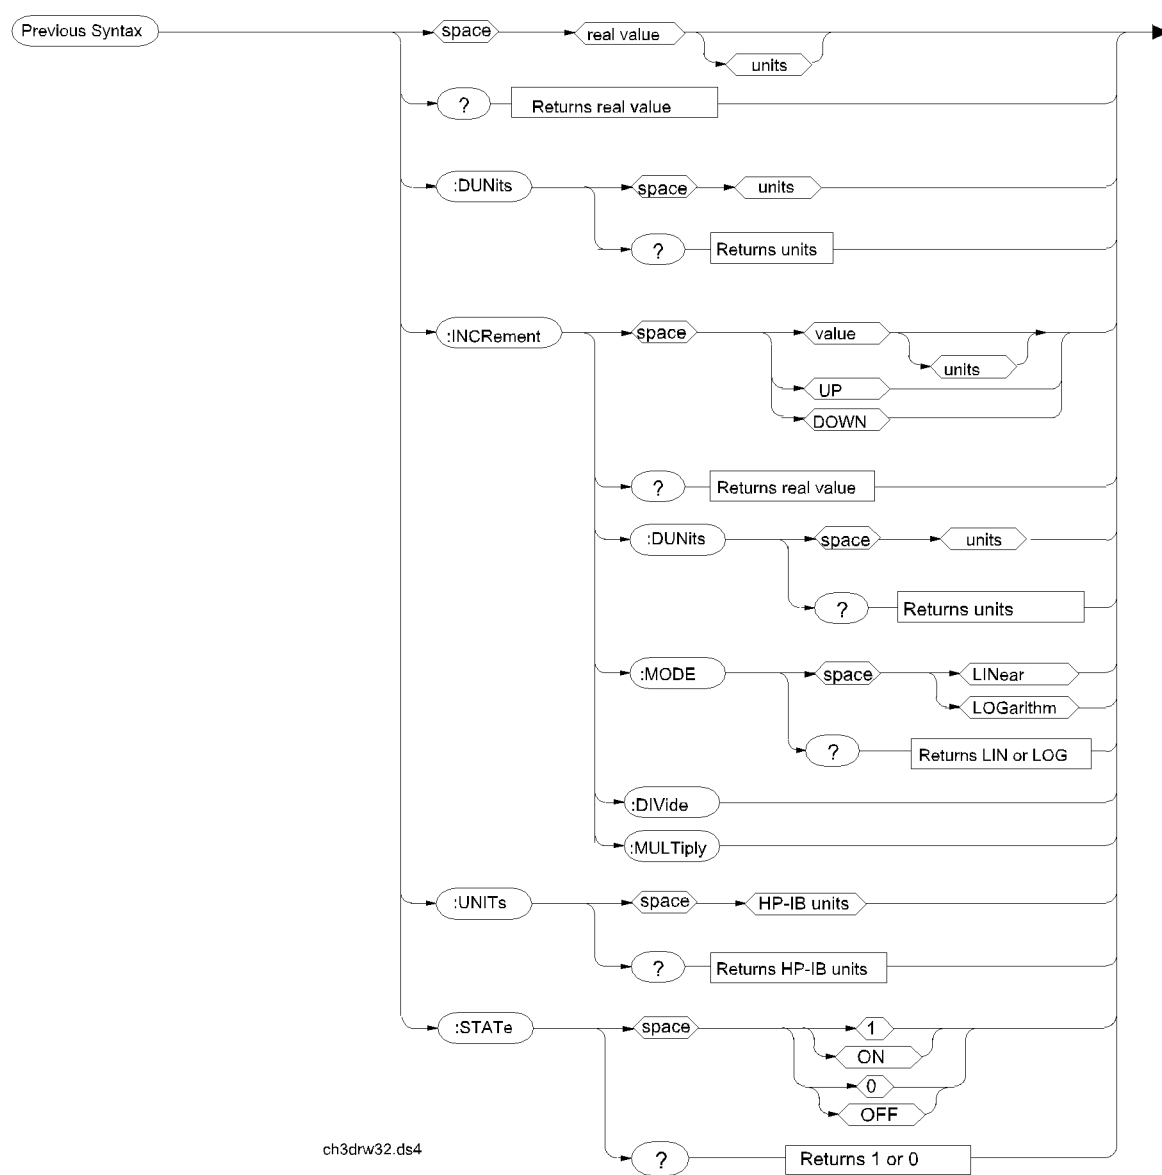 Previous Syntax
space
real value
units
?
Returns real value
:DUNits
space
units
?
Returns units
:INCRement
space
value
units
UP
DOWN
?
Returns real value
:DUNits
space
units
?
Returns units
:MODE
space
LINear
LOGarithm
?
Returns LIN or LOG
:DIVide
:MULTiply
:UNITs
space
HP-IB units
?
Returns HP-IB units
:STATe
space
1
ON
0
OFF
?
Returns 1 or 0
ch3drw32.ds4